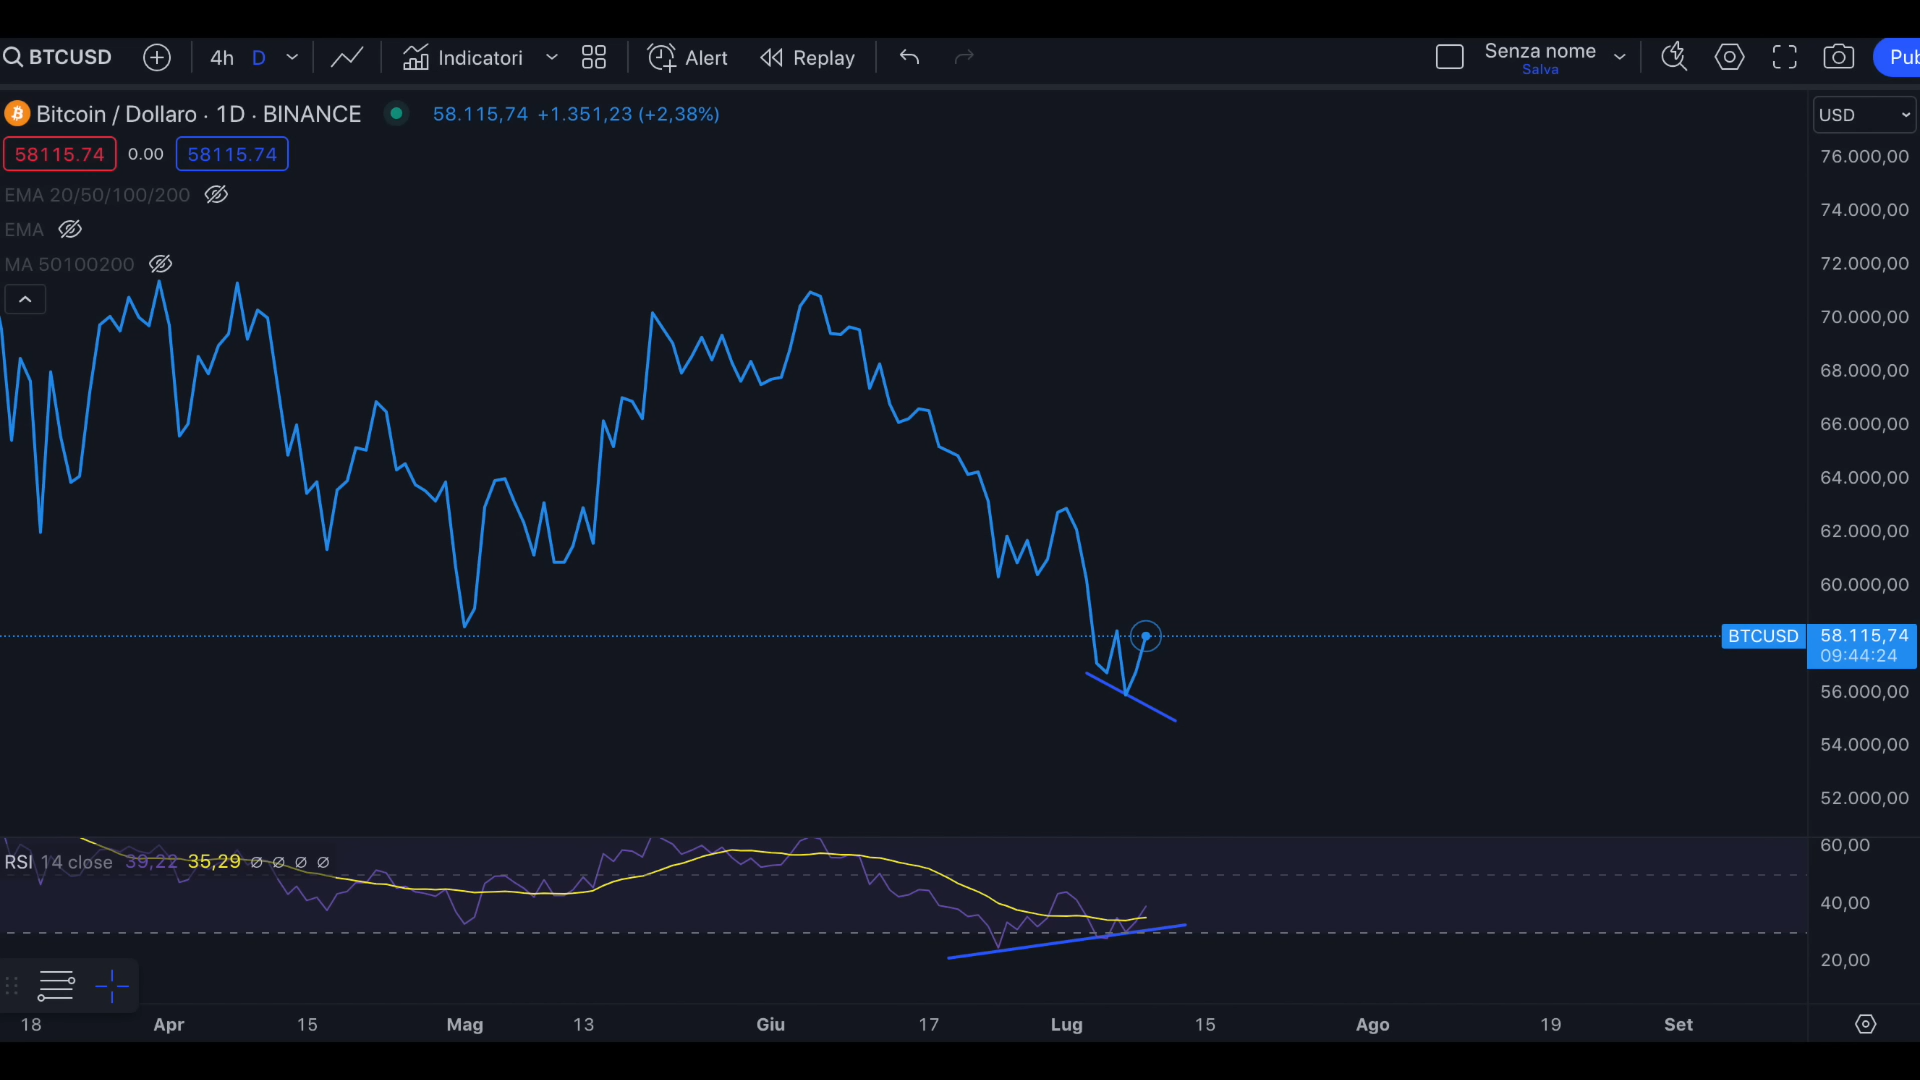 BTCUSD 4h D Indicatori Alert Replay Senza nome Pub
Salva
Bitcoin / Dollaro · 1D · BINANCE 58.115,74 +1.351,23 (+2,38%) USD
58115.74 0.00 58115.74
EMA 20/50/100/200
EMA
MA 50100200
76.000,00
74.000,00
72.000,00
70.000,00
68.000,00
66.000,00
64.000,00
62.000,00
60.000,00
BTCUSD 58.115,74
09:44:24
56.000,00
54.000,00
52.000,00
RSI 14 close 39,22 35,29 ∅ ∅ ∅ ∅
60,00
40,00
20,00
18 Apr 15 Mag 13 Giu 17 Lug 15 Ago 19 Set